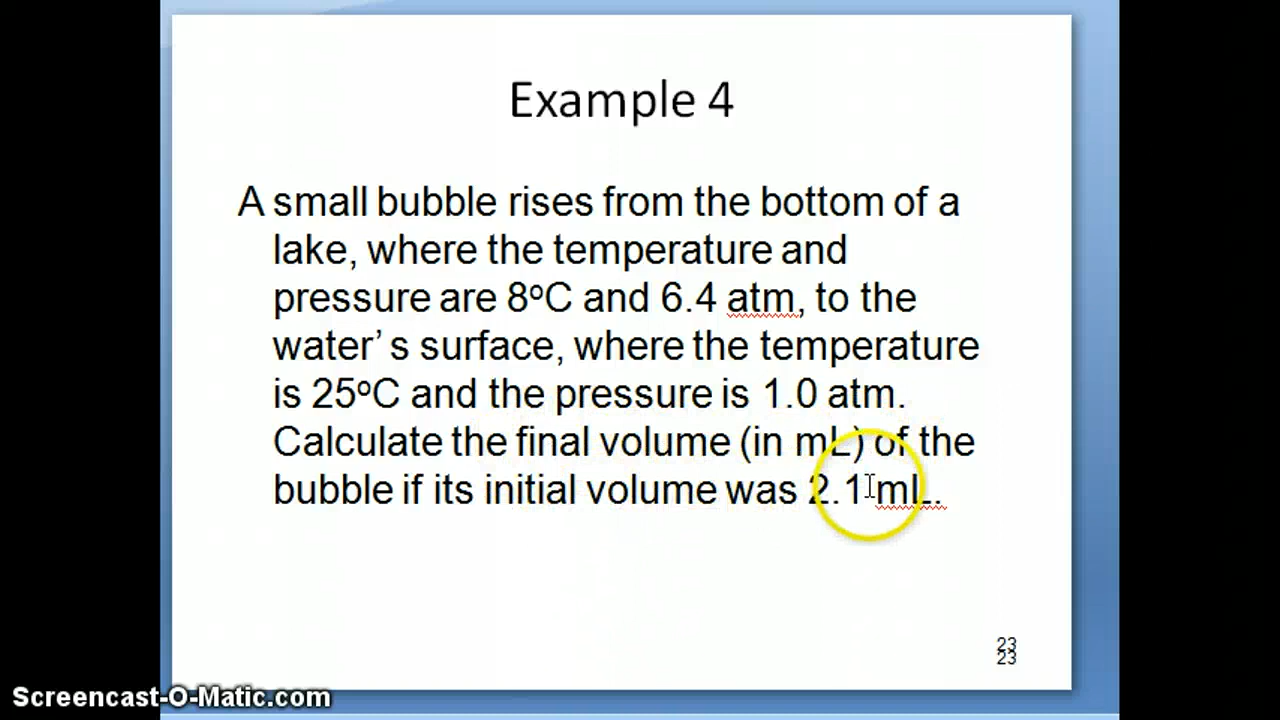 Example 4
A small bubble rises from the bottom of a
lake, where the temperature and
pressure are 8ºC and 6.4 atm, to the
water’ s surface, where the temperature
is 25ºC and the pressure is 1.0 atm.
Calculate the final volume (in mL) of the
bubble if its initial volume was 2.1 mL.
23
23
Screencast-O-Matic.com